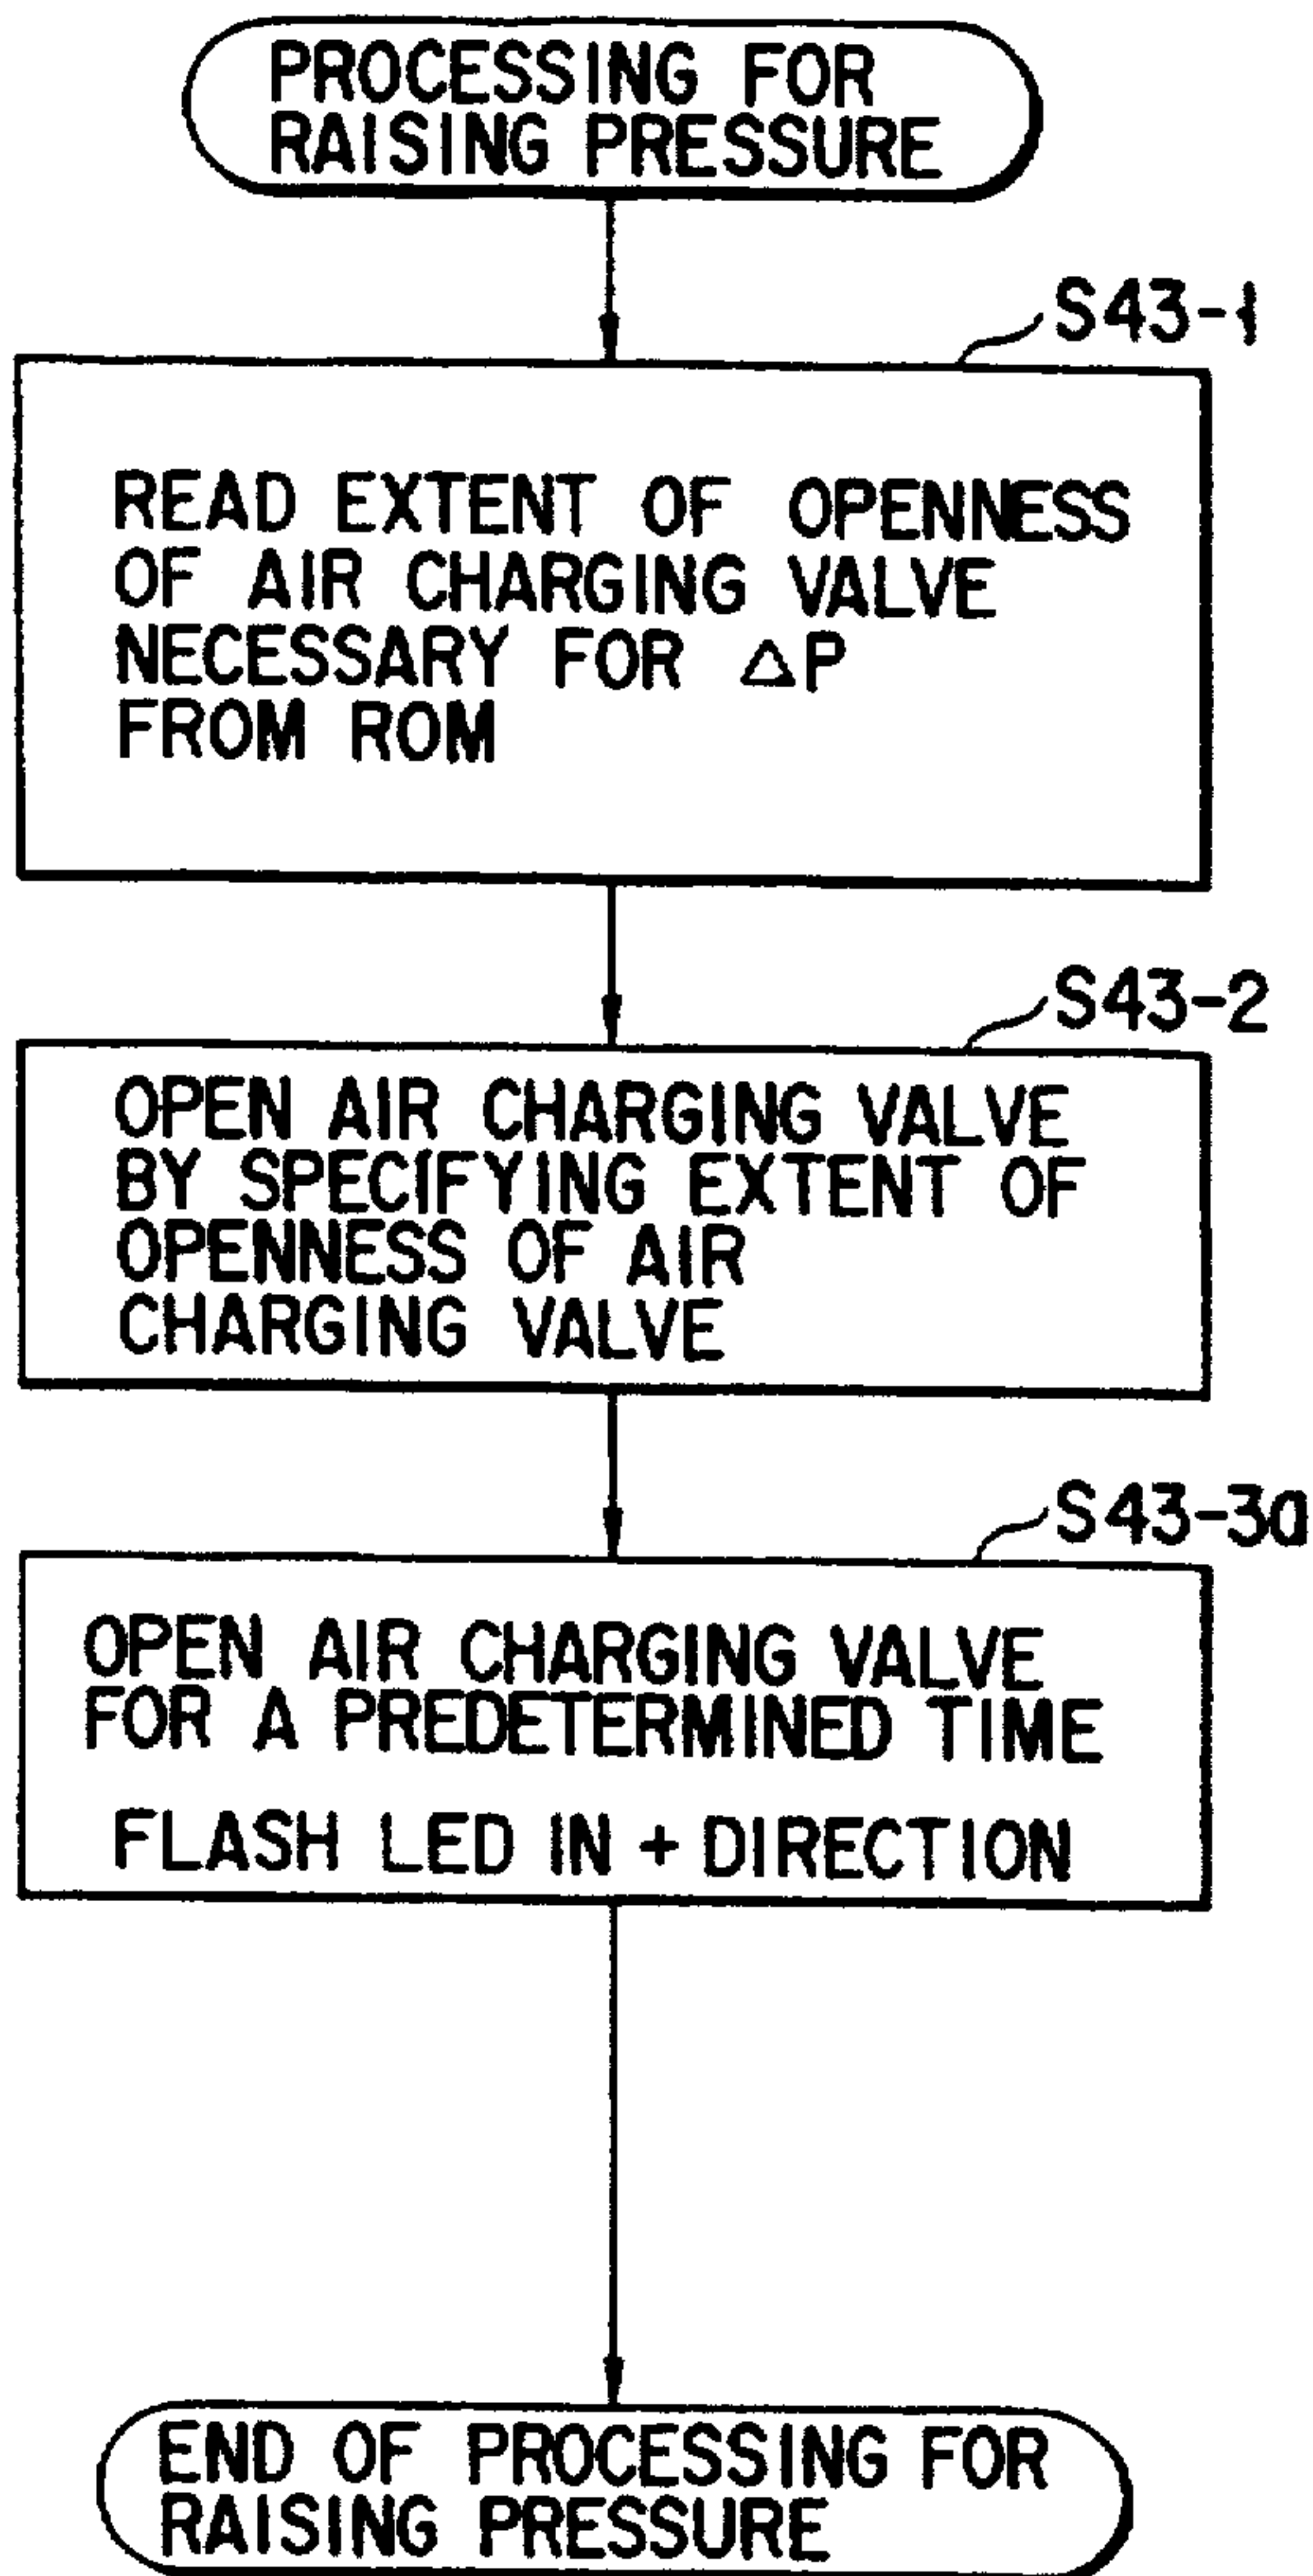 PROCESSING FOR
RAISING PRESSURE
S43-1
READ EXTENT OF OPENNESS
OF AIR CHARGING VALVE
NECESSARY FOR ΔP
FROM ROM
S43-2
OPEN AIR CHARGING VALVE
BY SPECIFYING EXTENT OF
OPENNESS OF AIR
CHARGING VALVE
S43-3a
OPEN AIR CHARGING VALVE
FOR A PREDETERMINED TIME
FLASH LED IN + DIRECTION
END OF PROCESSING FOR
RAISING PRESSURE